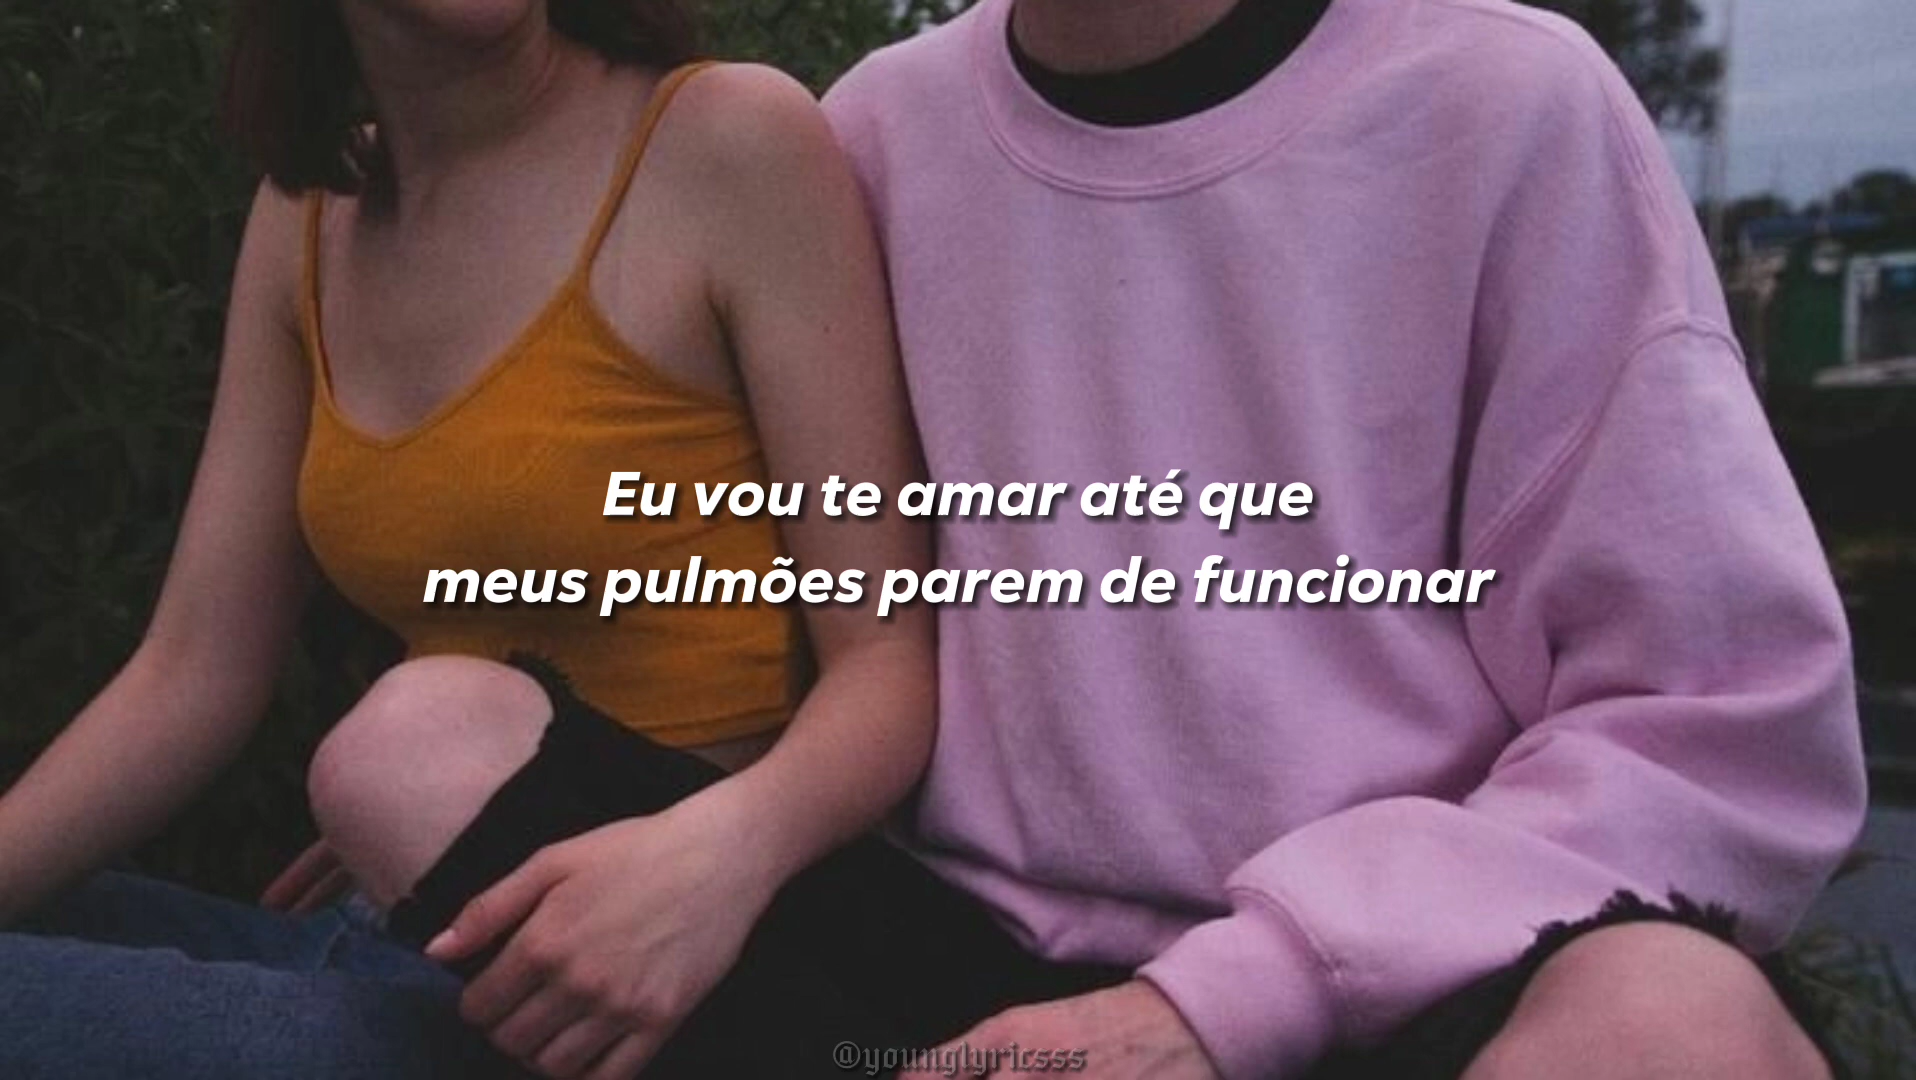 Eu vou te amar até que
meus pulmões parem de funcionar
@younglyricsss